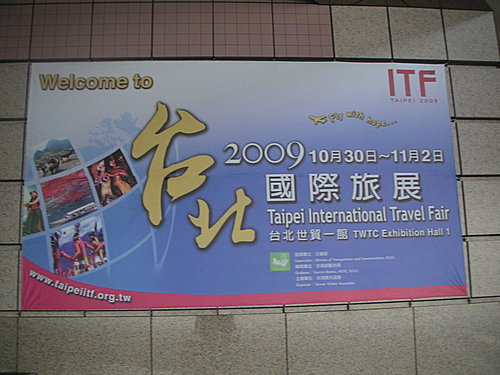 Welcome to
ITF
TAIPEI 2009
Fly with hope...
台北
2009 10月30日~11月2日
國際旅展
Taipei International Travel Fair
台北世貿一館 TWTC Exhibition Hall 1
www.taipeiitf.org.tw